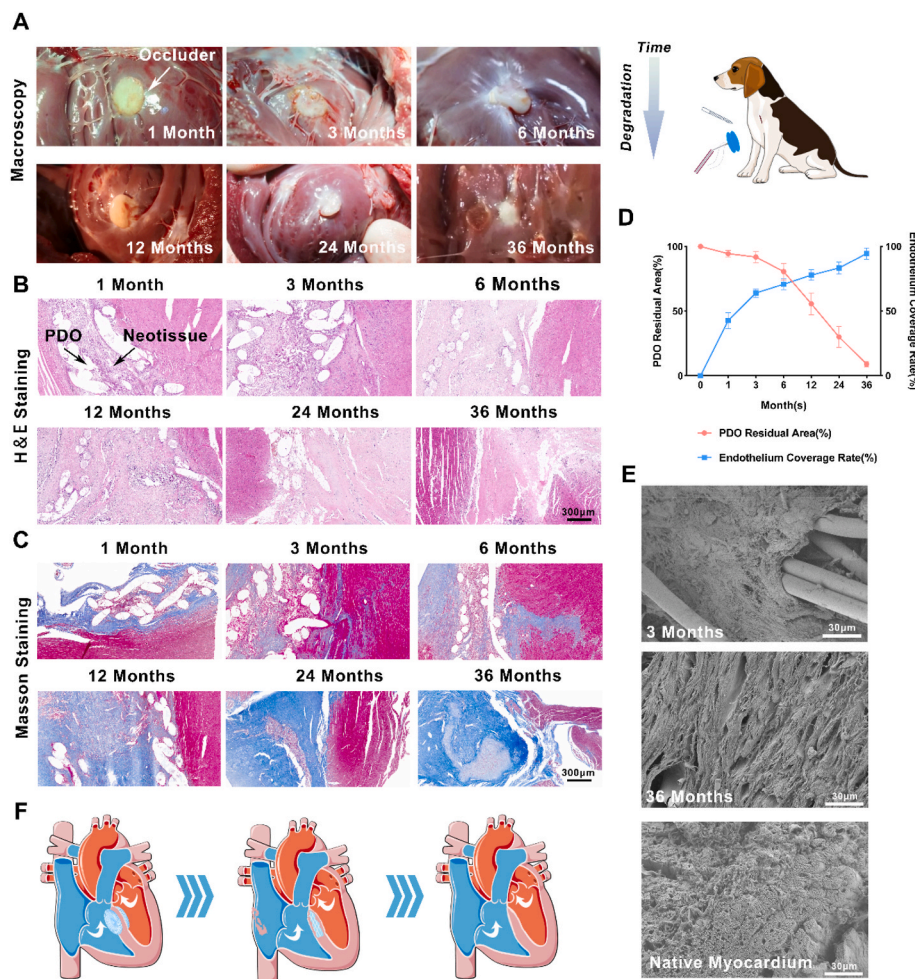 A
Macroscopy
Occluder
1 Month
3 Months
6 Months
12 Months
24 Months
36 Months
Time
Degradation
B
H&E Staining
1 Month
3 Months
6 Months
PDO
Neotissue
12 Months
24 Months
36 Months
300μm
C
Masson Staining
1 Month
3 Months
6 Months
12 Months
24 Months
36 Months
300μm
D
PDO Residual Area(%)
Endothelium Coverage Rate(%)
100
50
0
100
50
0
0 1 3 6 12 24 36
Month(s)
PDO Residual Area(%)
Endothelium Coverage Rate(%)
E
3 Months
30μm
36 Months
30μm
Native Myocardium
30μm
F